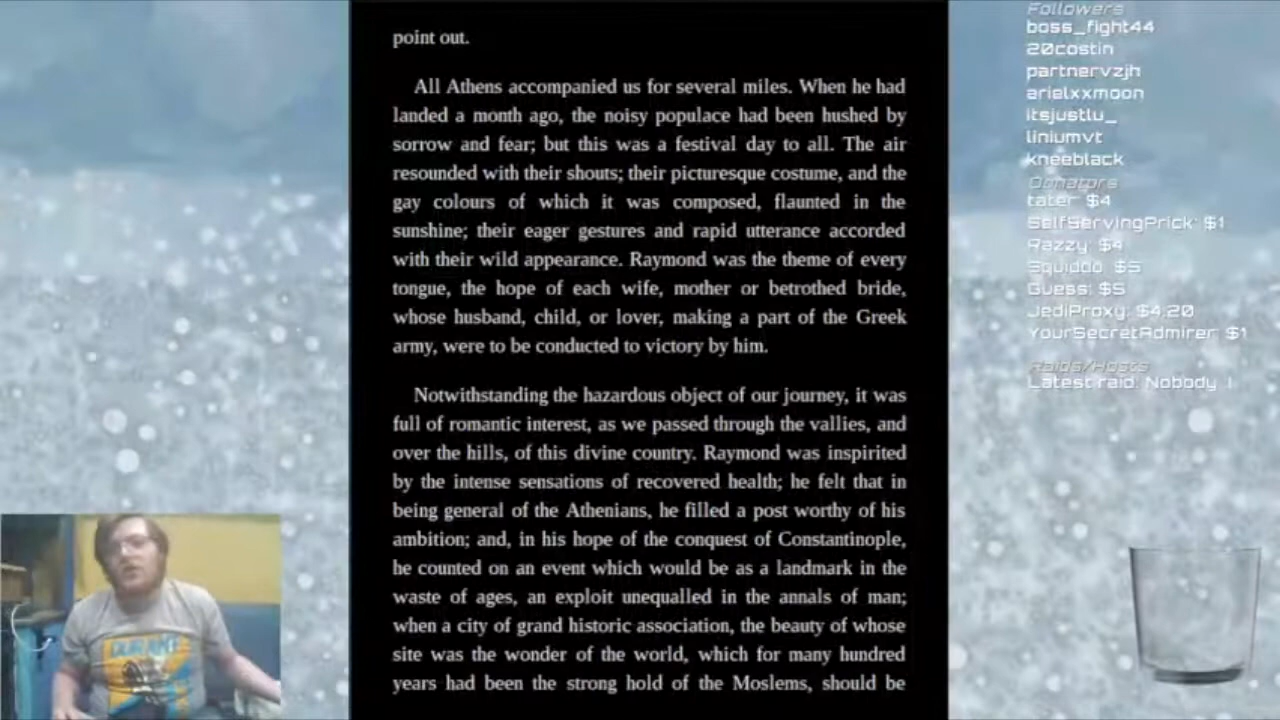 point out.
All Athens accompanied us for several miles. When he had
landed a month ago, the noisy populace had been hushed by
sorrow and fear; but this was a festival day to all. The air
resounded with their shouts; their picturesque costume, and the
gay colours of which it was composed, flaunted in the
sunshine; their eager gestures and rapid utterance accorded
with their wild appearance. Raymond was the theme of every
tongue, the hope of each wife, mother or betrothed bride,
whose husband, child, or lover, making a part of the Greek
army, were to be conducted to victory by him.
Notwithstanding the hazardous object of our journey, it was
full of romantic interest, as we passed through the vallies, and
over the hills, of this divine country. Raymond was inspirited
by the intense sensations of recovered health; he felt that in
being general of the Athenians, he filled a post worthy of his
ambition; and, in his hope of the conquest of Constantinople,
he counted on an event which would be as a landmark in the
waste of ages, an exploit unequalled in the annals of man;
when a city of grand historic association, the beauty of whose
site was the wonder of the world, which for many hundred
years had been the strong hold of the Moslems, should be
Followers
boss_fight44
20costin
partnervzjh
arielxxmoon
itsjustlu_
liniumvt
kneeblack
Donators
tater: $4
SelfServingPrick: $1
Razzy: $4
Squiddo: $5
Guess: $5
JediProxy: $4.20
YourSecretAdmirer: $1
Raids/Hosts
Latest raid: Nobody !